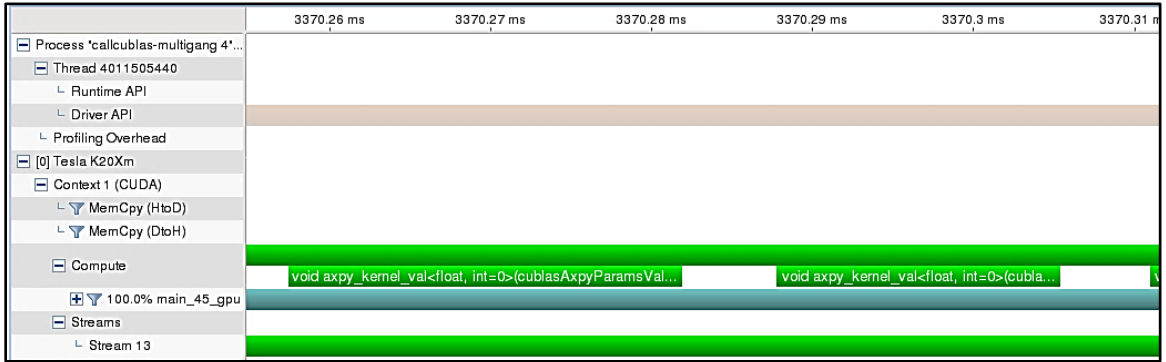 3370.26 ms 3370.27 ms 3370.28 ms 3370.29 ms 3370.3 ms 3370.31 m
Process "callcublas-multigang 4"...
Thread 4011505440
Runtime API
Driver API
Profiling Overhead
[0] Tesla K20Xm
Context 1 (CUDA)
MemCpy (HtoD)
MemCpy (DtoH)
Compute
void axpy_kernel_val<float, int=0>(cublasAxpyParamsVal... void axpy_kernel_val<float, int=0>(cubla... v
100.0% main_45_gpu
Streams
Stream 13